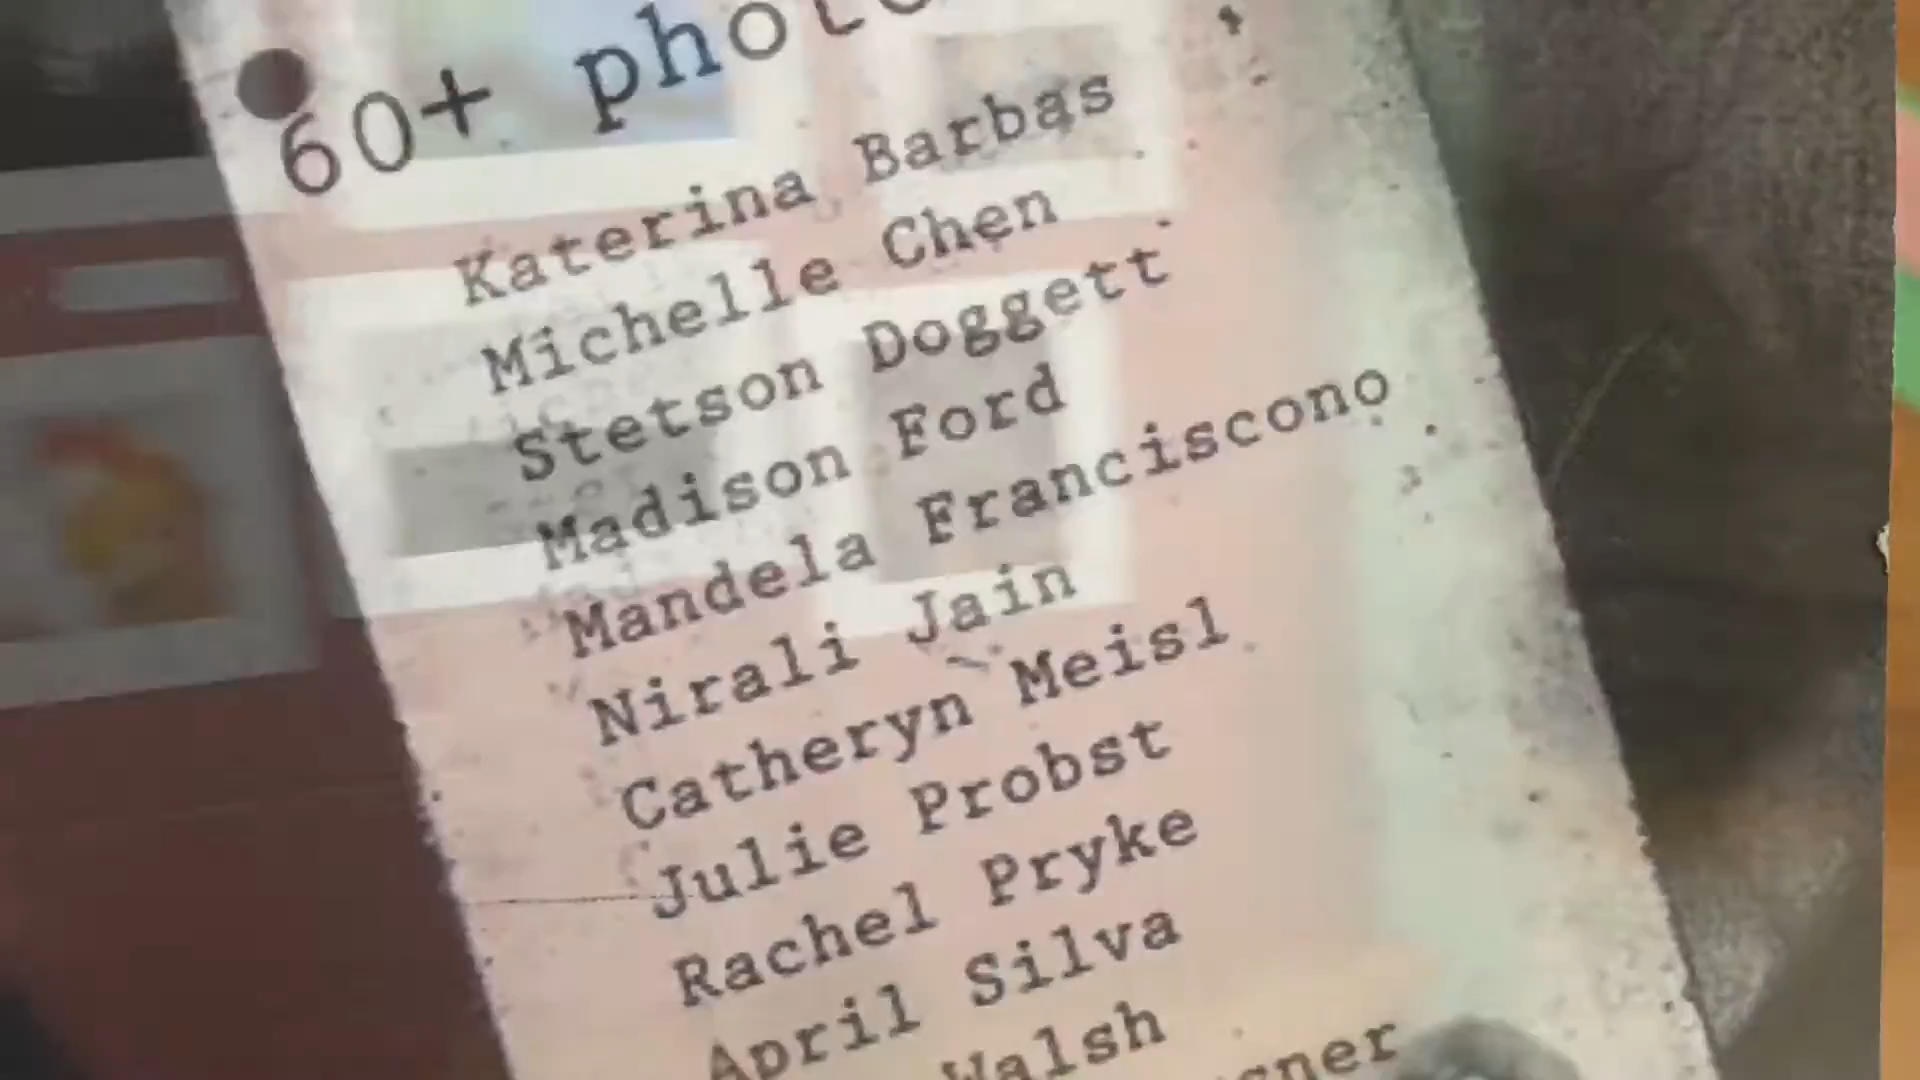 60+
Katerina Barbas
Michelle Chen
Stetson Doggett
Madison Ford
Mandela Franciscono
Nirali Jain
Catheryn Meisl
Julie Probst
Rachel Pryke
April Silva
Walsh